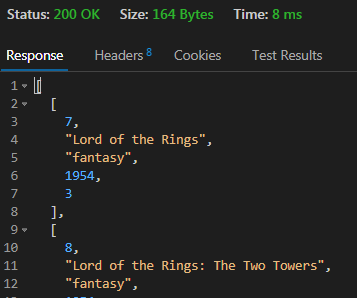 Status: 200 OK Size: 164 Bytes Time: 8 ms
Response Headers 8 Cookies Test Results
1 [
2 [
3 7,
4 "Lord of the Rings",
5 "fantasy",
6 1954,
7 3
8 ],
9 [
10 8,
11 "Lord of the Rings: The Two Towers",
12 "fantasy",